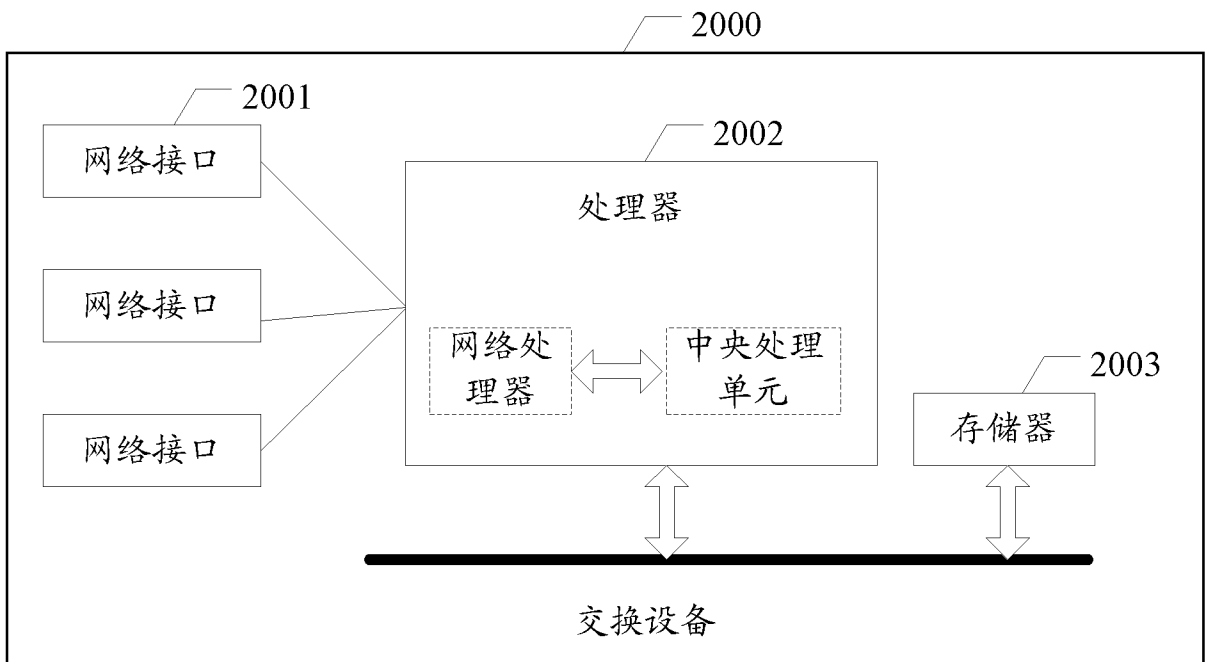 2000
2001
网络接口
网络接口
网络接口
2002
处理器
网络处
理器
中央处理
单元
2003
存储器
交换设备